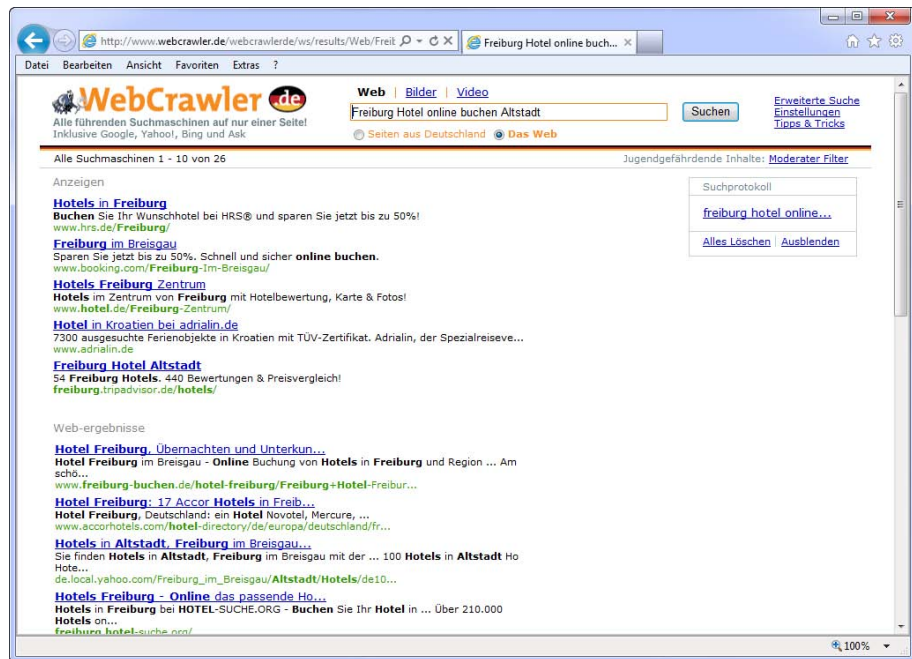 http://www.webcrawler.de/webcrawlerde/ws/results/Web/Freit
Freiburg Hotel online buch...
Datei Bearbeiten Ansicht Favoriten Extras ?
WebCrawler de
Alle führenden Suchmaschinen auf nur einer Seite!
Inklusive Google, Yahoo!, Bing und Ask
Web | Bilder | Video
Freiburg Hotel online buchen Altstadt
Suchen
Seiten aus Deutschland Das Web
Erweiterte Suche
Einstellungen
Tipps & Tricks
Alle Suchmaschinen 1 - 10 von 26
Jugendgefährdende Inhalte: Moderater Filter
Anzeigen
Hotels in Freiburg
Buchen Sie Ihr Wunschhotel bei HRS® und sparen Sie jetzt bis zu 50%!
www.hrs.de/Freiburg/
Freiburg im Breisgau
Sparen Sie jetzt bis zu 50%. Schnell und sicher online buchen.
www.booking.com/Freiburg-Im-Breisgau/
Hotels Freiburg Zentrum
Hotels im Zentrum von Freiburg mit Hotelbewertung, Karte & Fotos!
www.hotel.de/Freiburg-Zentrum/
Hotel in Kroatien bei adrialin.de
7300 ausgesuchte Ferienobjekte in Kroatien mit TÜV-Zertifikat. Adrialin, der Spezialreiseve...
www.adrialin.de
Freiburg Hotel Altstadt
54 Freiburg Hotels. 440 Bewertungen & Preisvergleich!
freiburg.tripadvisor.de/hotels/
Suchprotokoll
freiburg hotel online...
Alles Löschen | Ausblenden
Web-ergebnisse
Hotel Freiburg, Übernachten und Unterkun...
Hotel Freiburg im Breisgau - Online Buchung von Hotels in Freiburg und Region ... Am
schö...
www.freiburg-buchen.de/hotel-freiburg/Freiburg+Hotel-Freibur...
Hotel Freiburg: 17 Accor Hotels in Freib...
Hotel Freiburg, Deutschland: ein Hotel Novotel, Mercure, ...
www.accorhotels.com/hotel-directory/de/europa/deutschland/fr...
Hotels in Altstadt, Freiburg im Breisgau...
Sie finden Hotels in Altstadt, Freiburg im Breisgau mit der ... 100 Hotels in Altstadt Ho
Hote...
de.local.yahoo.com/Freiburg_im_Breisgau/Altstadt/Hotels/de10...
Hotels Freiburg - Online das passende Ho...
Hotels in Freiburg bei HOTEL-SUCHE.ORG - Buchen Sie Ihr Hotel in ... Über 210.000
Hotels on...
freiburg.hotel-suche.org/
100%